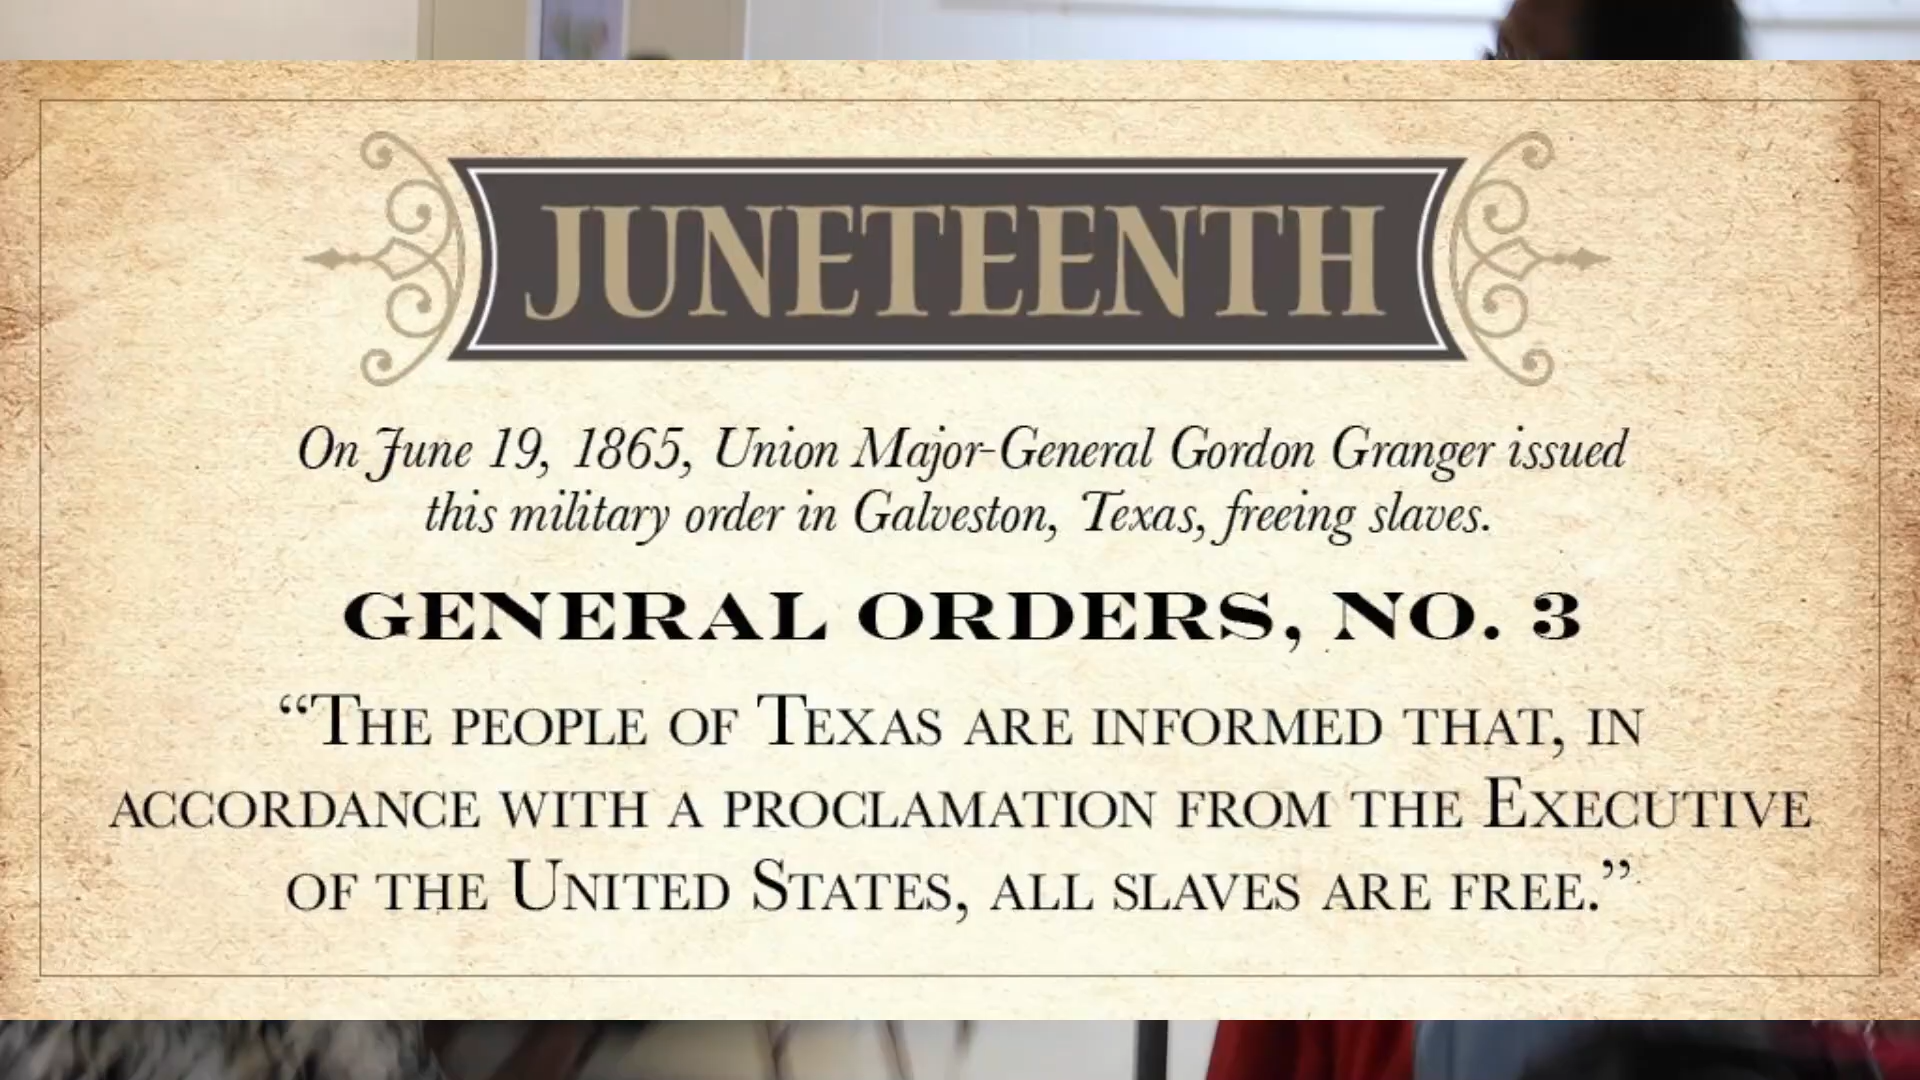 JUNETEENTH
On June 19, 1865, Union Major-General Gordon Granger issued
this military order in Galveston, Texas, freeing slaves.
GENERAL ORDERS, NO. 3
“The people of Texas are informed that, in
accordance with a proclamation from the Executive
of the United States, all slaves are free.”